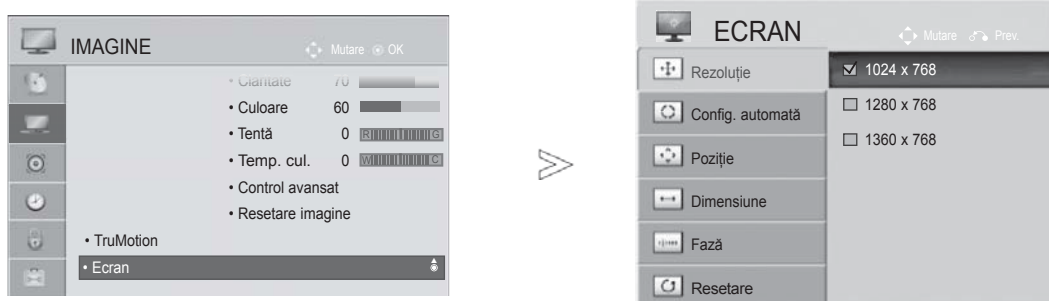 IMAGINE
Mutare OK
• Claritate 70
• Culoare 60
• Tentă 0 R G
• Temp. cul. 0 W C
• Control avansat
• Resetare imagine
• TruMotion
• Ecran
ECRAN
Mutare Prev.
Rezoluție
1024 x 768
Config. automată
1280 x 768
1360 x 768
Poziție
Dimensiune
Fază
Resetare